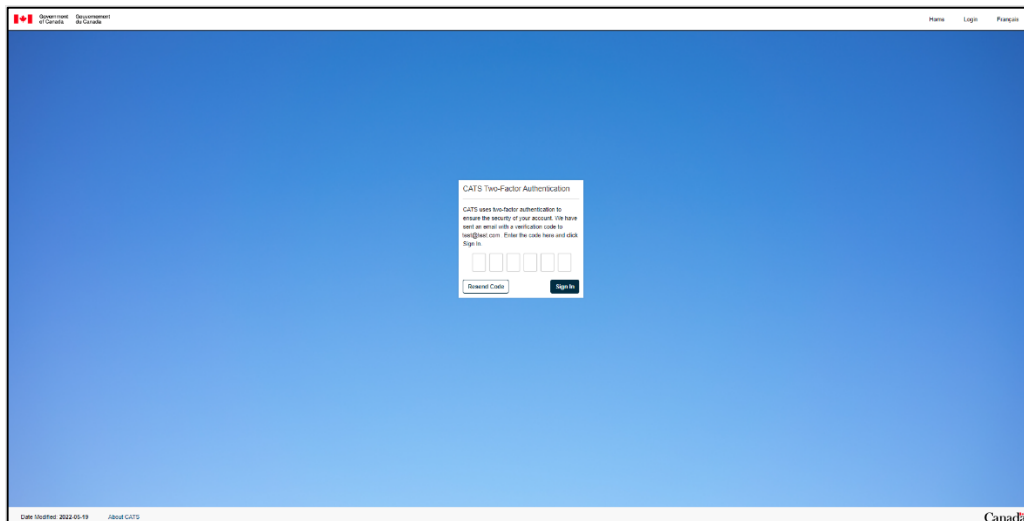 Government of Canada
Gouvernement du Canada
Home Login Français
CATS Two-Factor Authentication
CATS uses two-factor authentication to
ensure the security of your account. We have
sent an email with a verification code to
test@test.com. Enter the code here and click
Sign In
Resend Code Sign In
Date Modified: 2022-05-19 About CATS
Canada